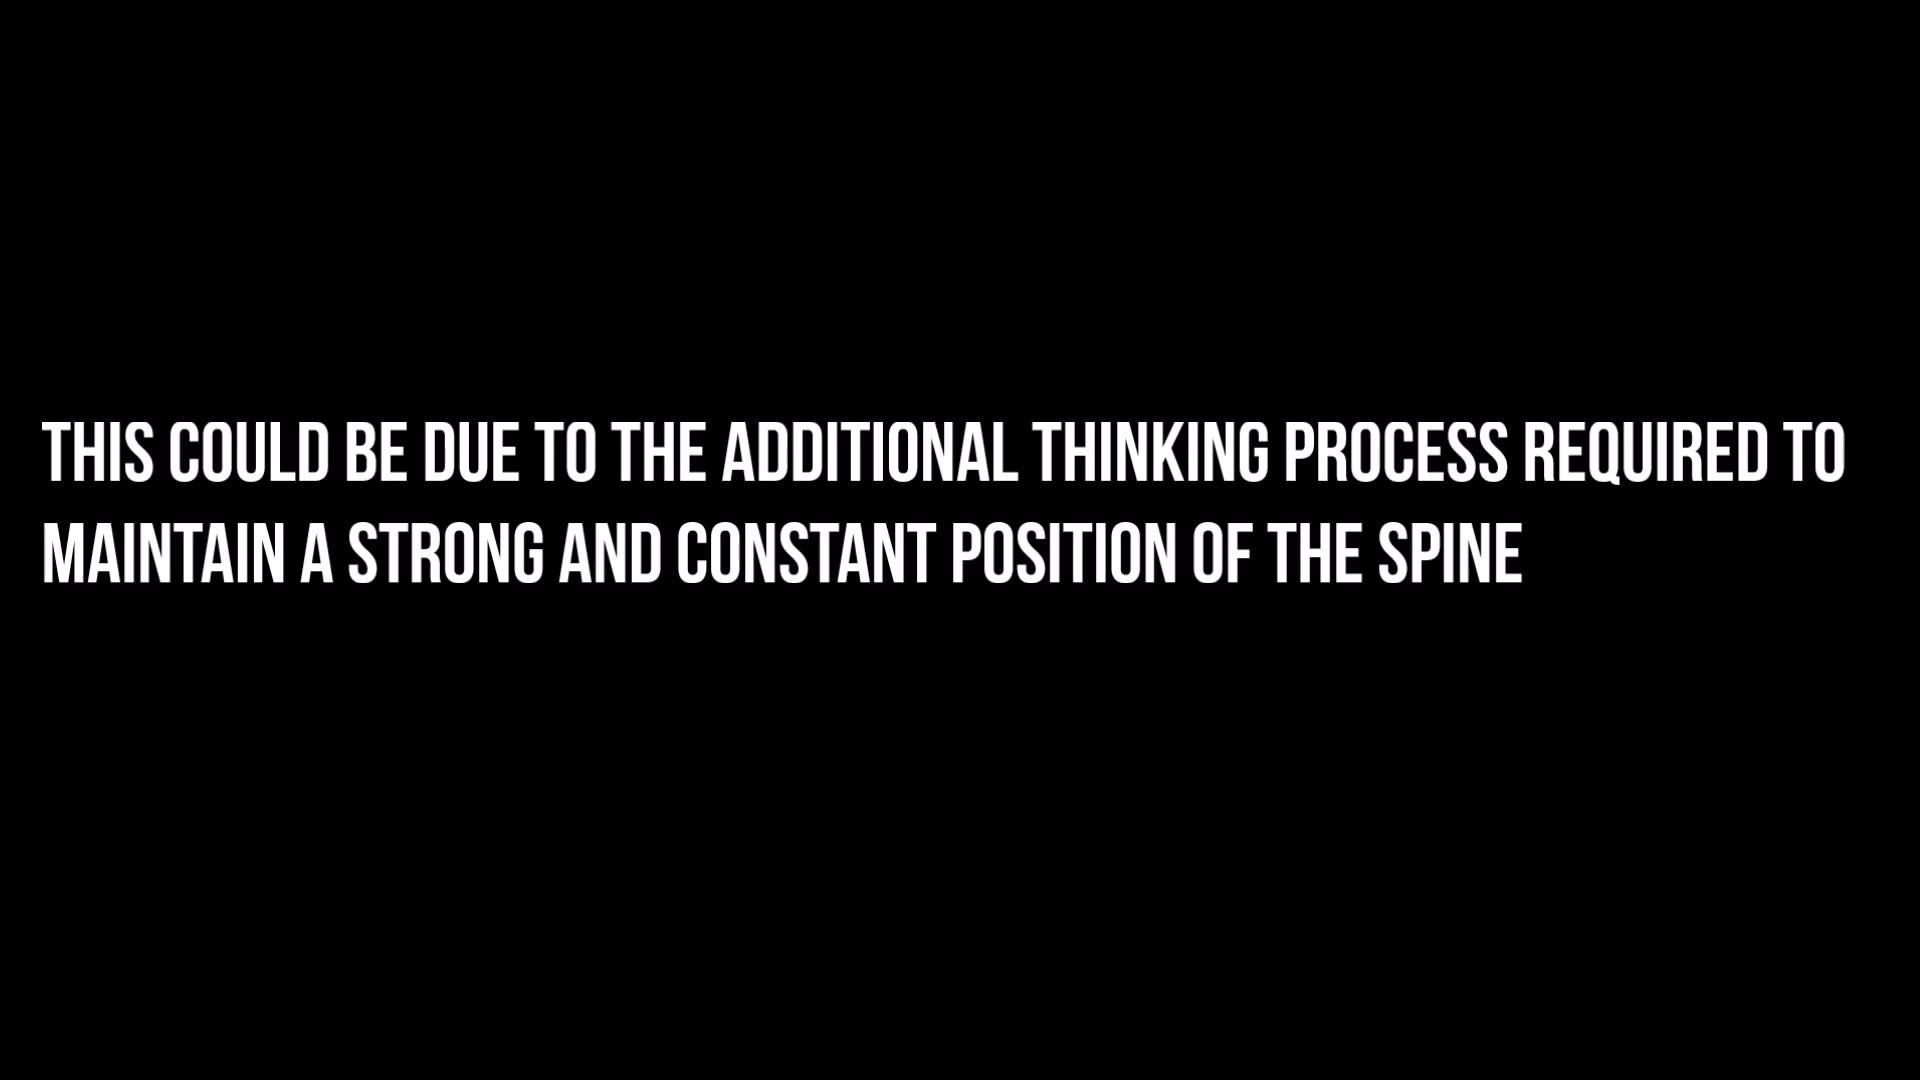 THIS COULD BE DUE TO THE ADDITIONAL THINKING PROCESS REQUIRED TO
MAINTAIN A STRONG AND CONSTANT POSITION OF THE SPINE